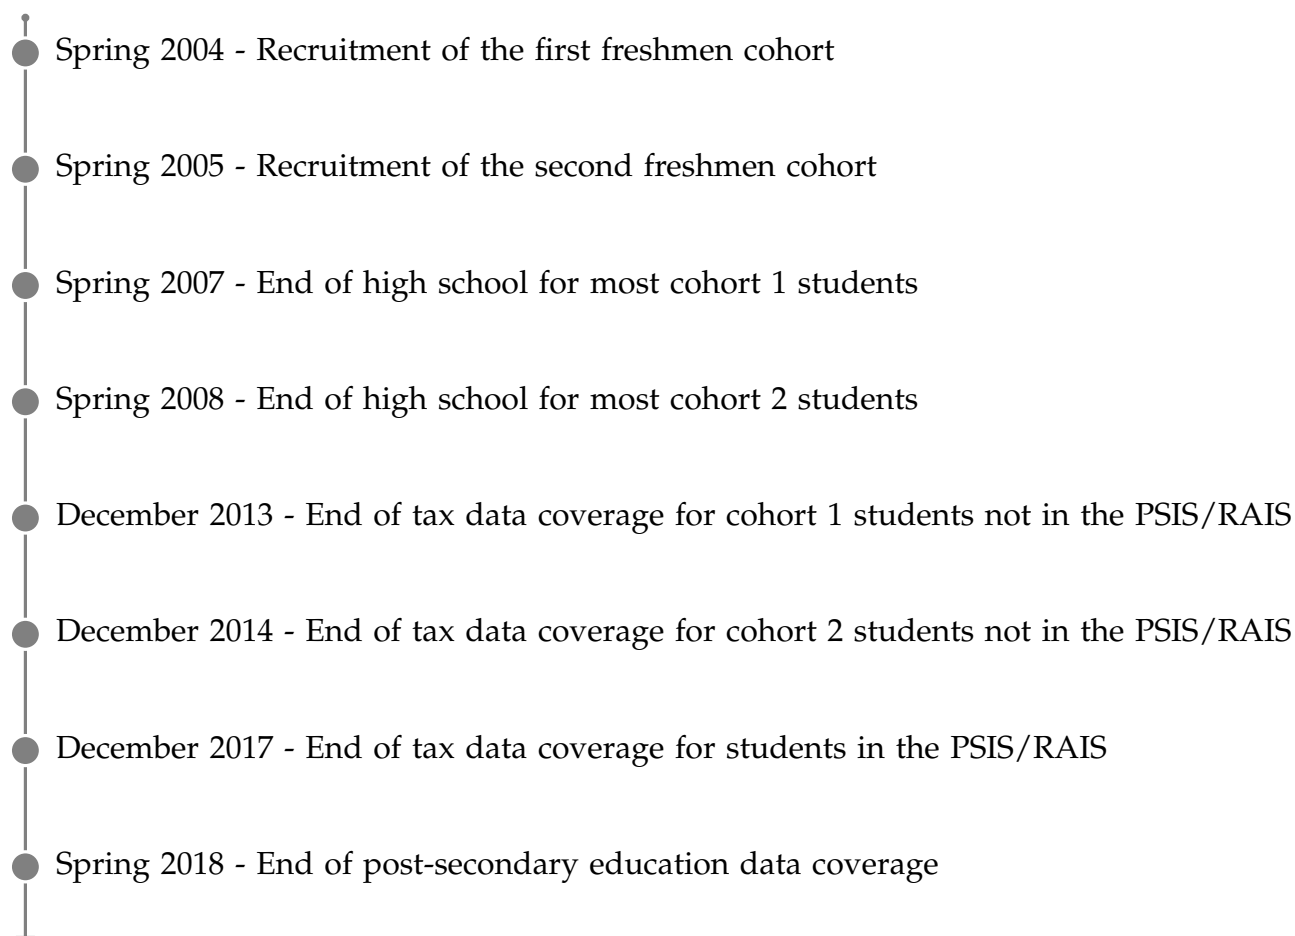 Spring 2004 - Recruitment of the first freshmen cohort
Spring 2005 - Recruitment of the second freshmen cohort
Spring 2007 - End of high school for most cohort 1 students
Spring 2008 - End of high school for most cohort 2 students
December 2013 - End of tax data coverage for cohort 1 students not in the PSIS/RAIS
December 2014 - End of tax data coverage for cohort 2 students not in the PSIS/RAIS
December 2017 - End of tax data coverage for students in the PSIS/RAIS
Spring 2018 - End of post-secondary education data coverage